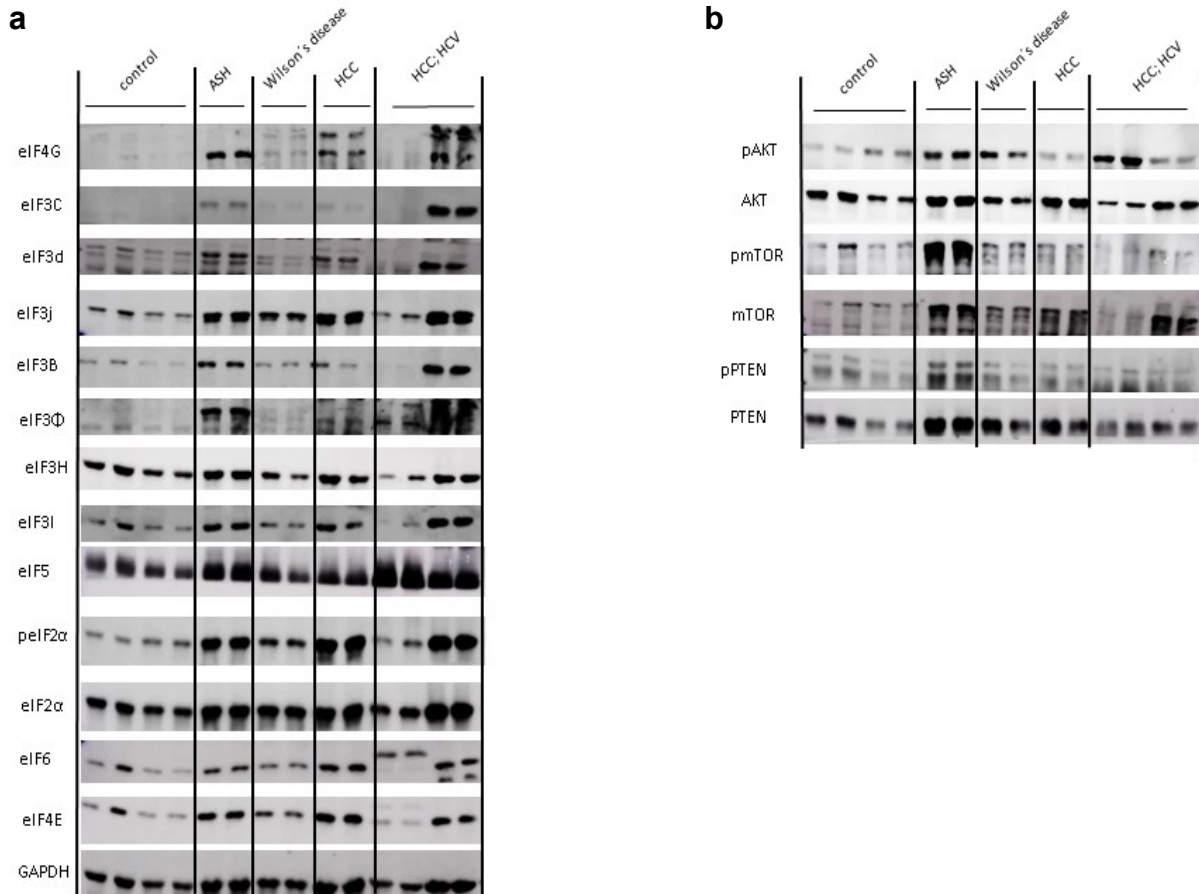 a
control
ASH
Wilson´s disease
HCC
HCC; HCV
eIF4G
eIF3C
eIF3d
eIF3j
eIF3B
eIF3Φ
eIF3H
eIF3I
eIF5
peIF2α
eIF2α
eIF6
eIF4E
GAPDH
b
control
ASH
Wilson´s disease
HCC
HCC; HCV
pAKT
AKT
pmTOR
mTOR
pPTEN
PTEN